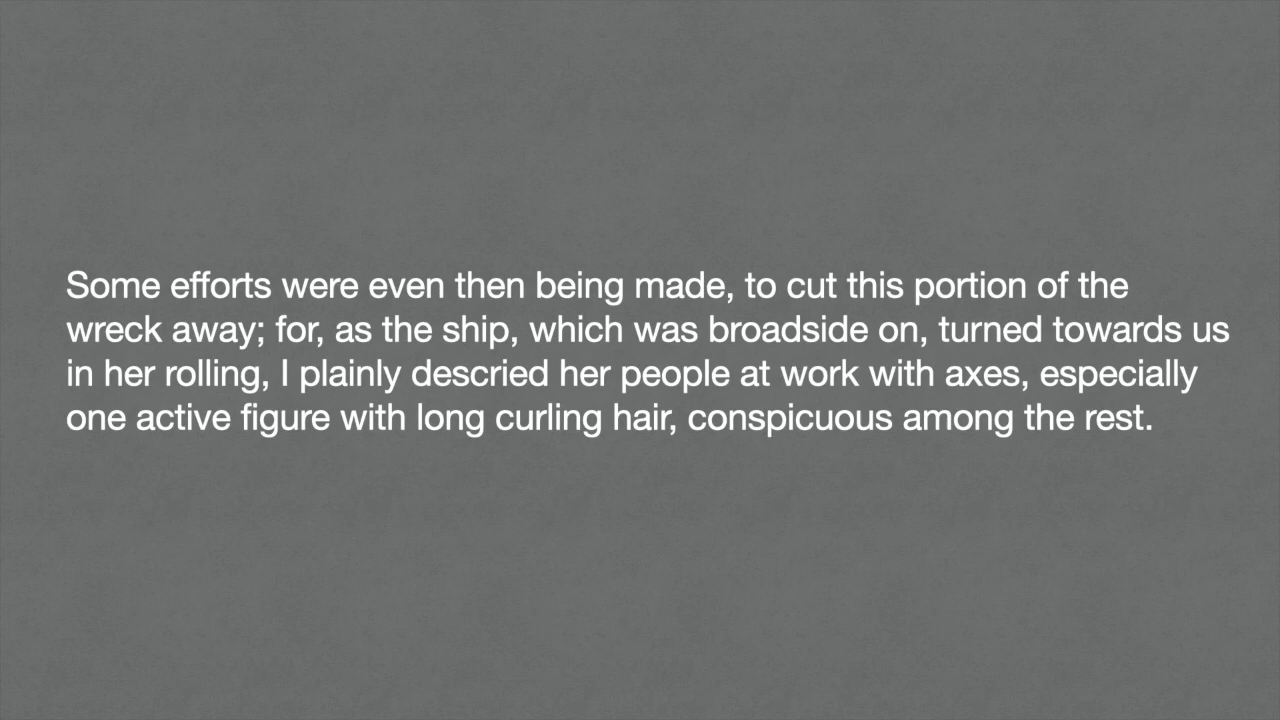 Some efforts were even then being made, to cut this portion of the
wreck away; for, as the ship, which was broadside on, turned towards us
in her rolling, I plainly descried her people at work with axes, especially
one active figure with long curling hair, conspicuous among the rest.